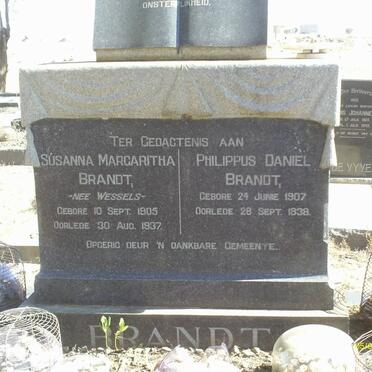 ONSTERFLIKHEID.
TER GEDAGTENIS AAN
SUSANNA MARGARITHA
BRANDT,
-NEE WESSELS-
GEBORE 10 SEPT. 1905
OORLEDE 30 AUG. 1937.
PHILIPPUS DANIEL
BRANDT,
GEBORE 24 JUNIE 1907
OORLEDE 28 SEPT. 1938.
OPGERIG DEUR 'N DANKBARE GEMEENTE.
BRANDT